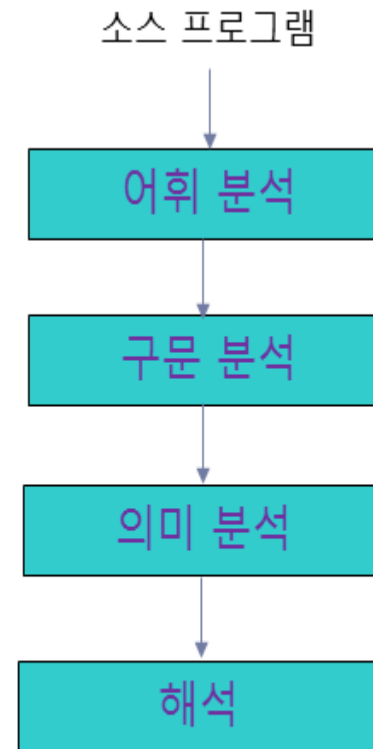 소스 프로그램
어휘 분석
구문 분석
의미 분석
해석